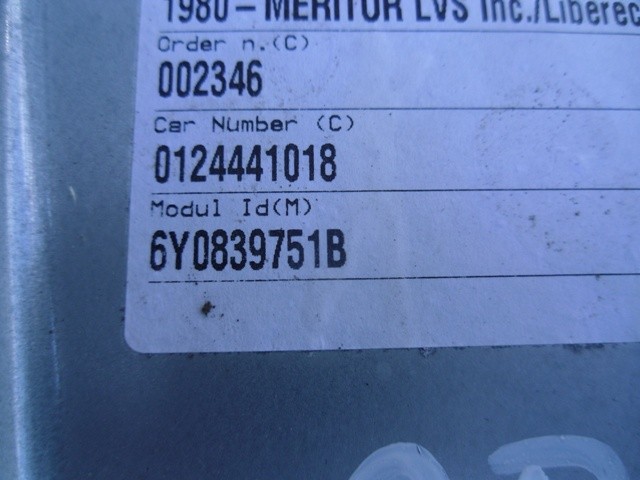 1980 – MERITOR LVS Inc./Liberec
Order n.(C)
002346
Car Number (C)
0124441018
Modul Id(M)
6Y0839751B